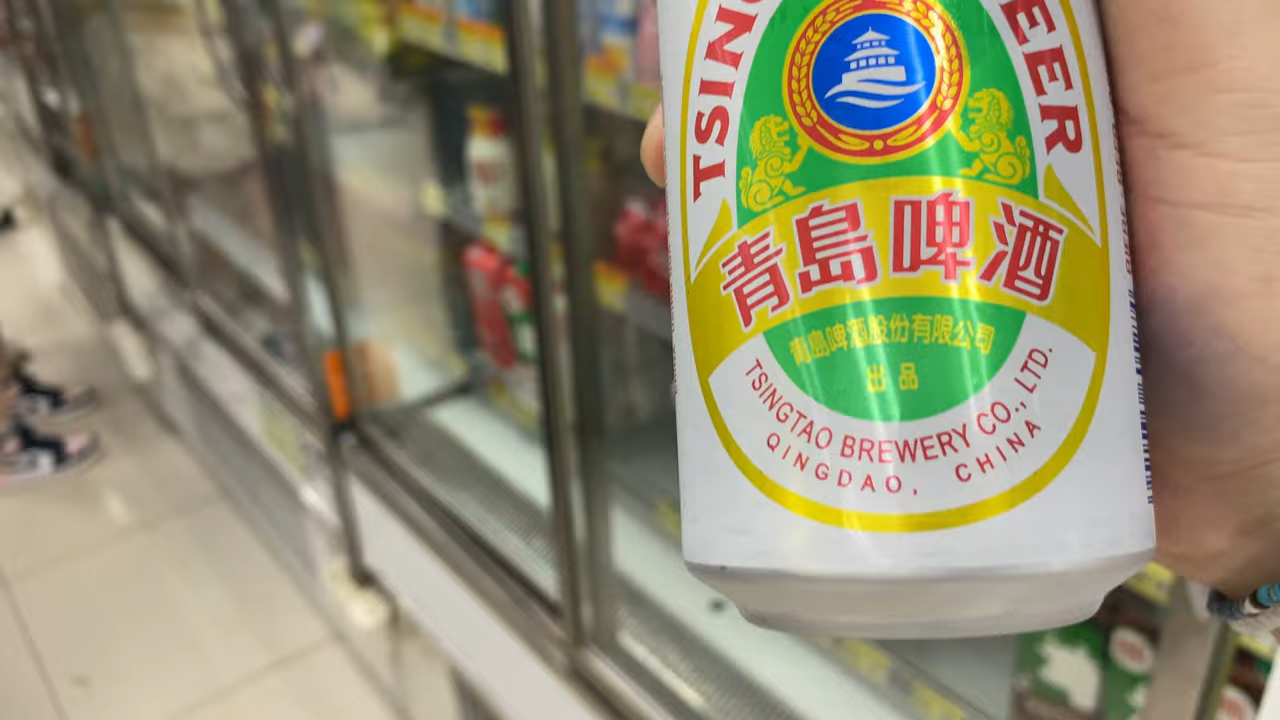 TSING
BEER
青島啤酒
青島啤酒股份有限公司
出品
TSINGTAO BREWERY CO., LTD.
QINGDAO, CHINA